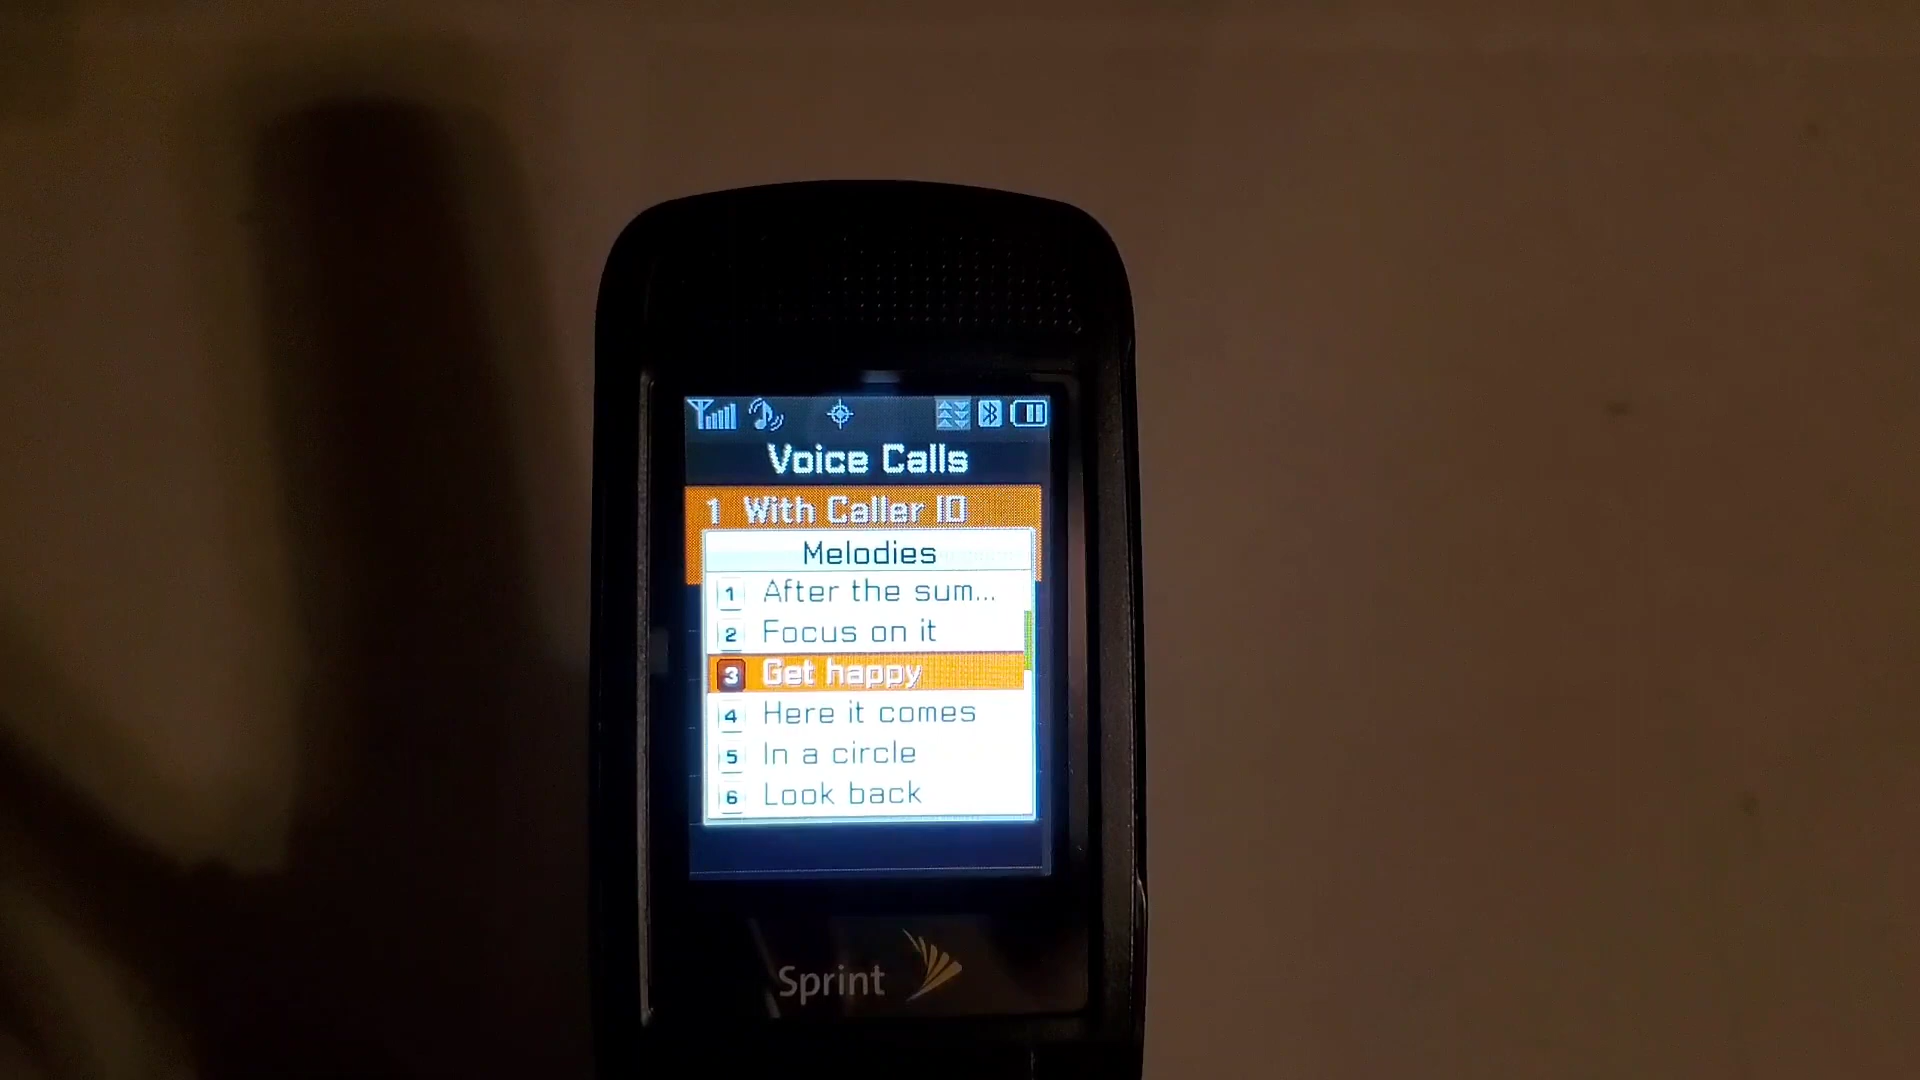 Voice Calls
1 With Caller ID
Melodies
1 After the sum...
2 Focus on it
3 Get happy
4 Here it comes
5 In a circle
6 Look back
Sprint